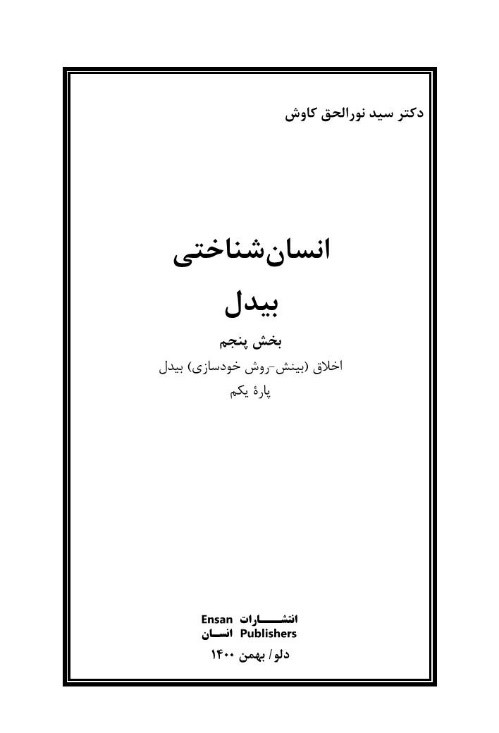 دکتر سید نورالحق کاوش
انسان‌شناختی
بیدل
بخش پنجم
اخلاق (بینش-روش خودسازی) بیدل
پارهٔ یکم
انتشـــــارات Ensan
انســان Publishers
دلو/ بهمن ۱۴۰۰